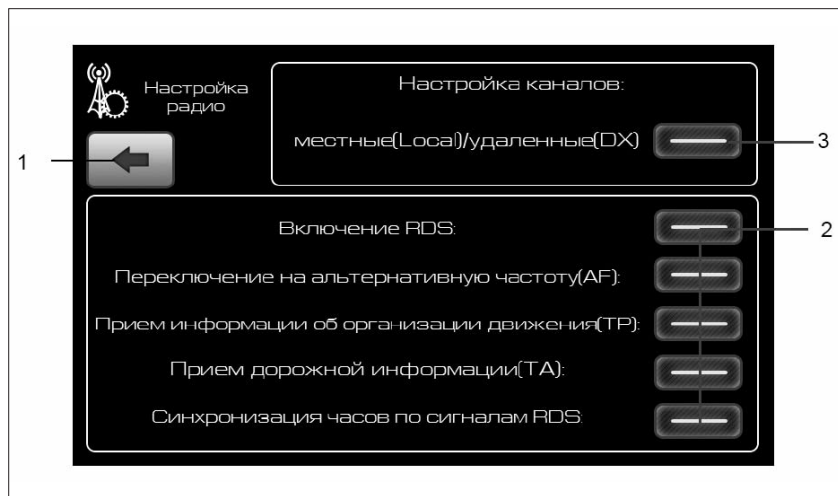 Настройка
радио
Настройка каналов:
местные(Local)/удаленные(DX)
1
3
Включение RDS:
2
Переключение на альтернативную частоту(AF):
Прием информации об организации движения(TP):
Прием дорожной информации(TA):
Синхронизация часов по сигналам RDS: